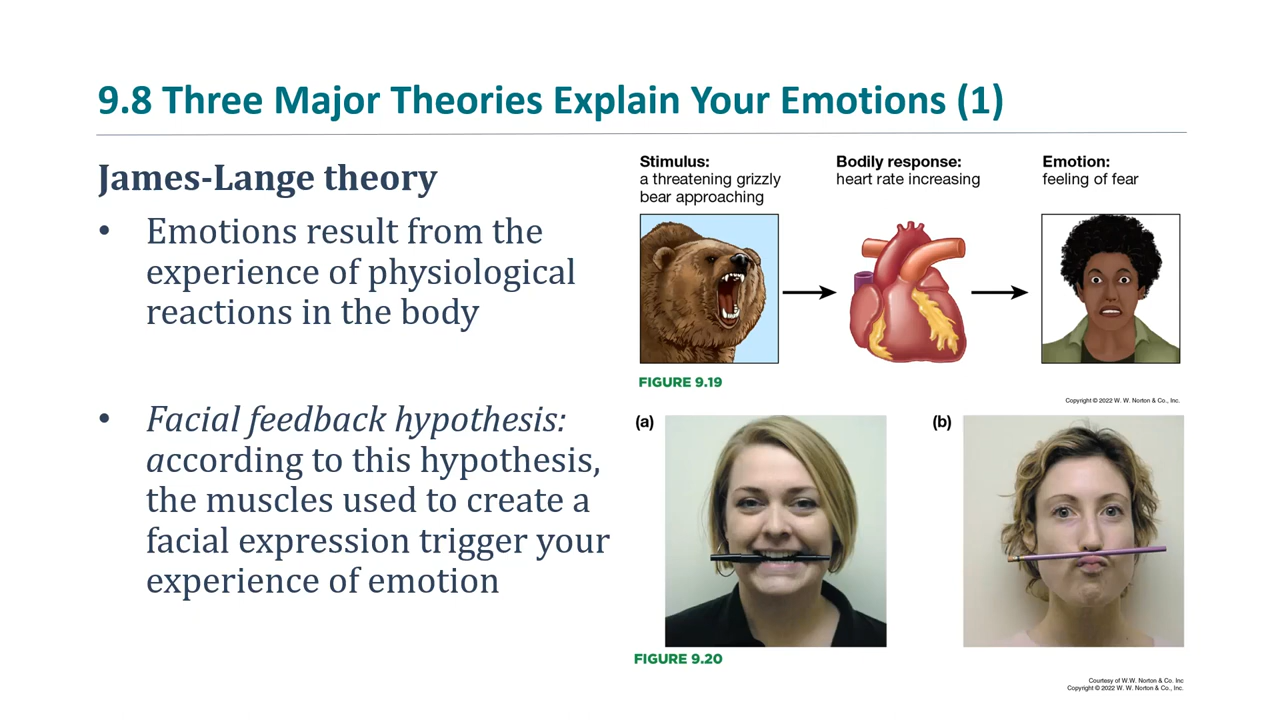 9.8 Three Major Theories Explain Your Emotions (1)
James-Lange theory
• Emotions result from the
experience of physiological
reactions in the body
• Facial feedback hypothesis:
according to this hypothesis,
the muscles used to create a
facial expression trigger your
experience of emotion
Stimulus:
a threatening grizzly
bear approaching
Bodily response:
heart rate increasing
Emotion:
feeling of fear
FIGURE 9.19
Copyright © 2022 W. W. Norton & Co., Inc.
(a)
(b)
FIGURE 9.20
Courtesy of W.W. Norton & Co. Inc
Copyright © 2022 W. W. Norton & Co., Inc.